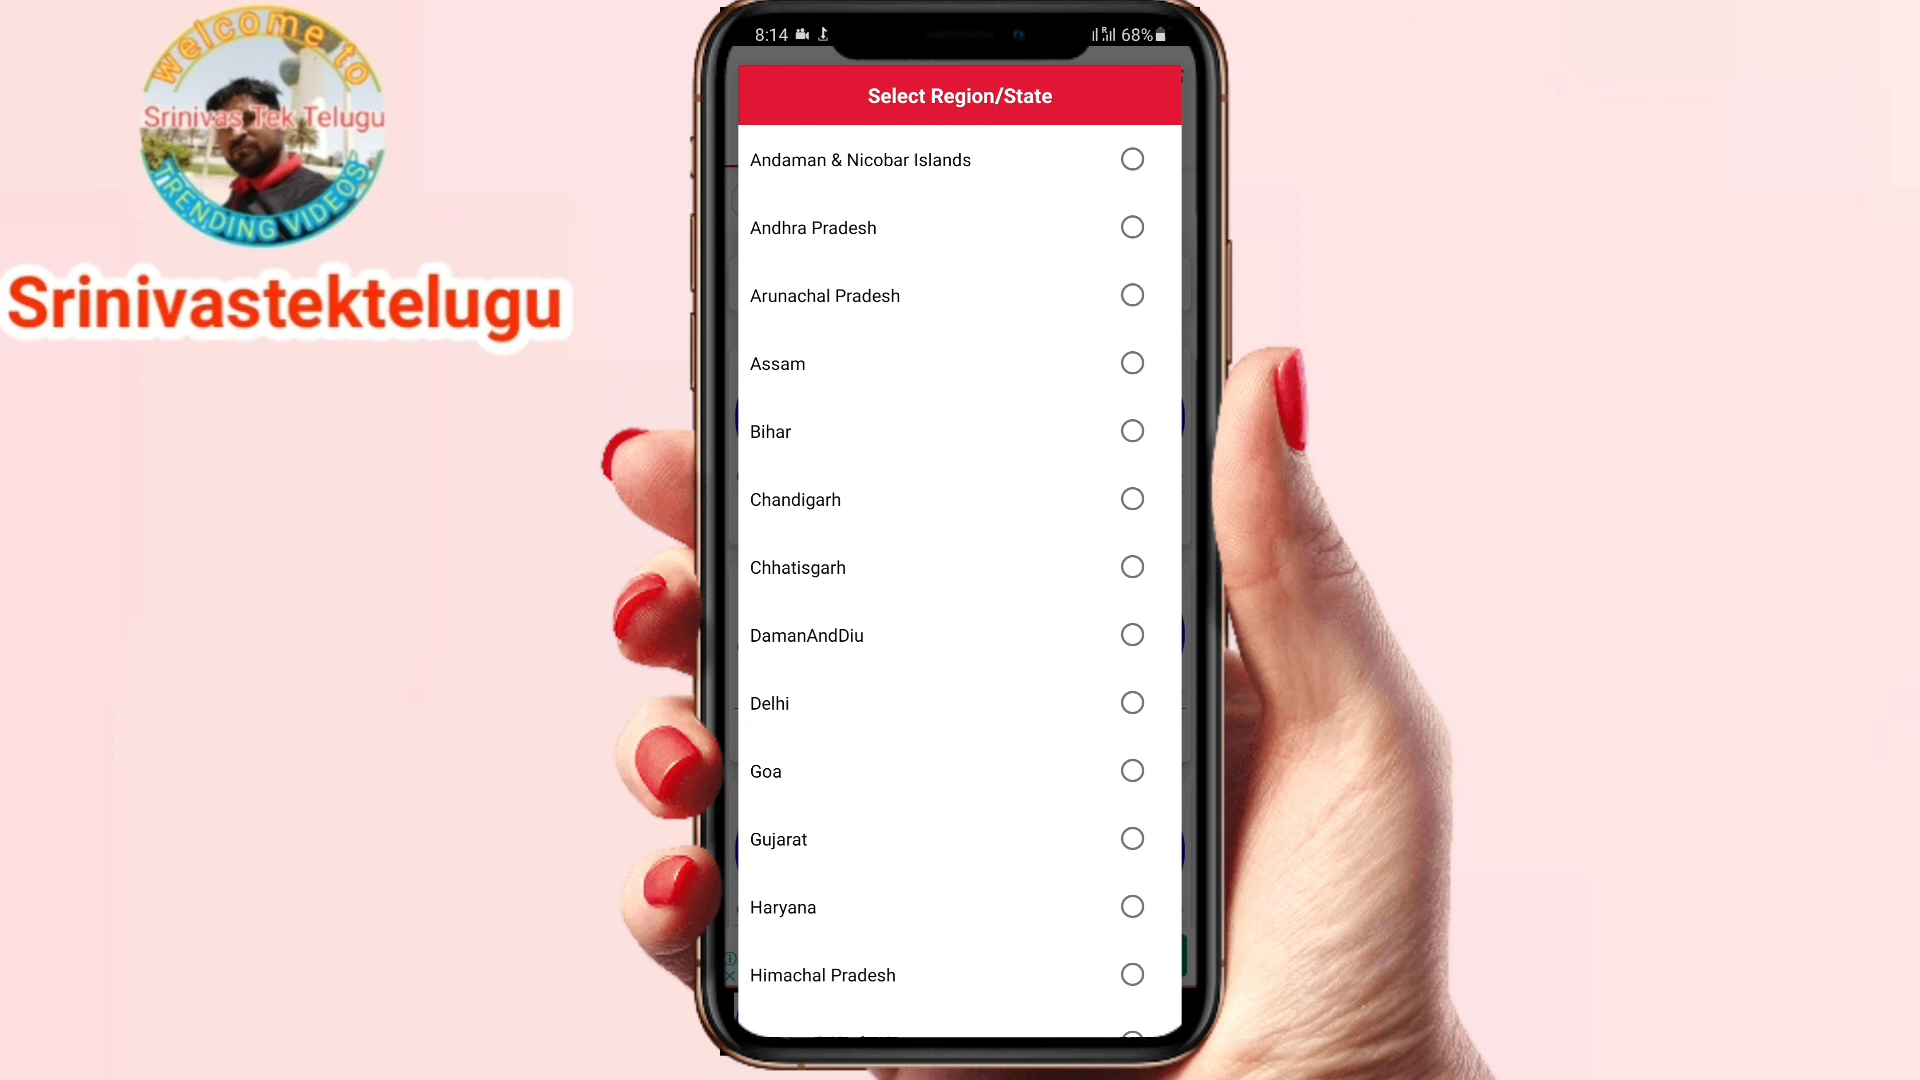 welcome to
Srinivas Tek Telugu
TRENDING VIDEOS
Srinivastektelugu
8:14
68%
Select Region/State
Andaman & Nicobar Islands
Andhra Pradesh
Arunachal Pradesh
Assam
Bihar
Chandigarh
Chhatisgarh
DamanAndDiu
Delhi
Goa
Gujarat
Haryana
Himachal Pradesh